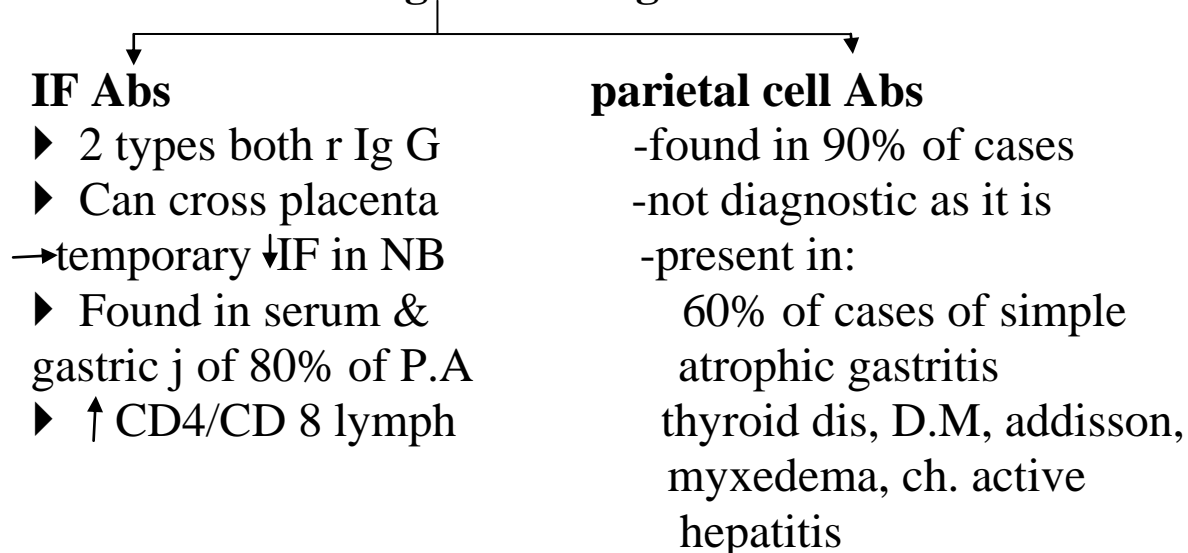 IF Abs
▶ 2 types both r Ig G
▶ Can cross placenta
→temporary ↓IF in NB
▶ Found in serum &
gastric j of 80% of P.A
▶ ↑ CD4/CD 8 lymph
parietal cell Abs
-found in 90% of cases
-not diagnostic as it is
-present in:
60% of cases of simple
atrophic gastritis
thyroid dis, D.M, addisson,
myxedema, ch. active
hepatitis